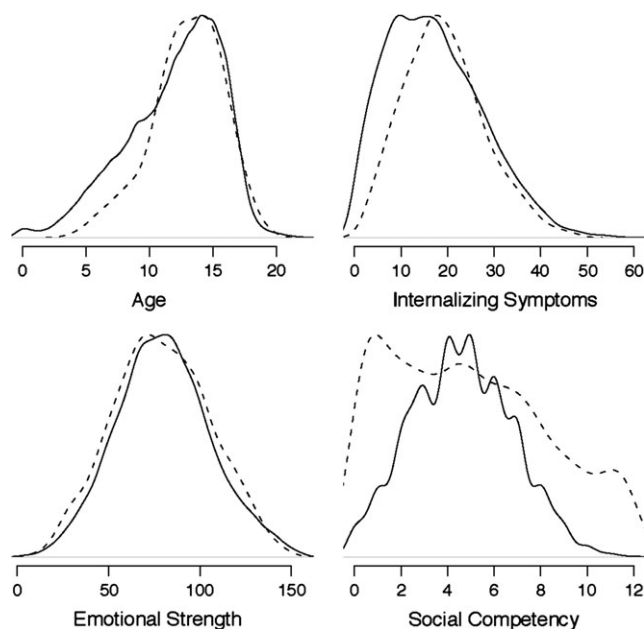 0 5 10 15 20
Age
0 10 20 30 40 50 60
Internalizing Symptoms
0 50 100 150
Emotional Strength
0 2 4 6 8 10 12
Social Competency